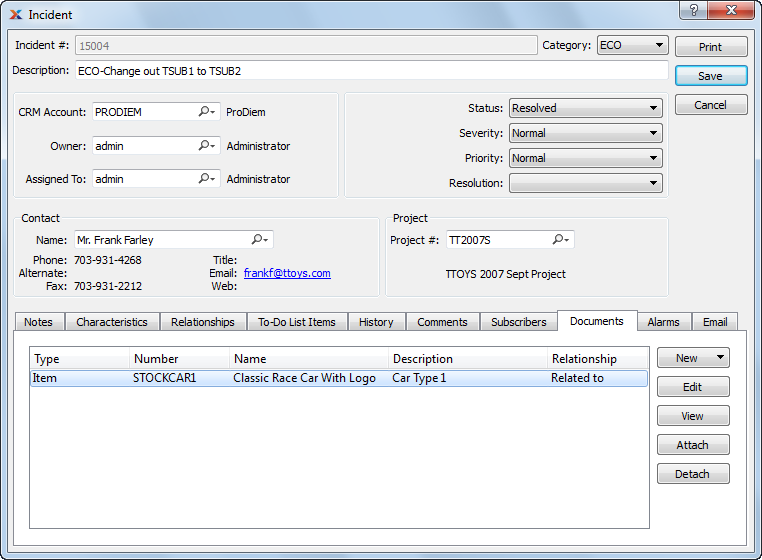 Incident
Incident #: 15004 Category: ECO Print
Description: ECO-Change out TSUB1 to TSUB2 Save
Cancel
CRM Account: PRODIEM ProDiem Status: Resolved
Owner: admin Administrator Severity: Normal
Assigned To: admin Administrator Priority: Normal
Resolution:
Contact Project
Name: Mr. Frank Farley Project #: TT2007S
Phone: 703-931-4268 Title:
Alternate: Email: frankf@ttoys.com TTOYS 2007 Sept Project
Fax: 703-931-2212 Web:
Notes Characteristics Relationships To-Do List Items History Comments Subscribers Documents Alarms Email
Type Number Name Description Relationship New
Item STOCKCAR1 Classic Race Car With Logo Car Type 1 Related to
Edit
View
Attach
Detach